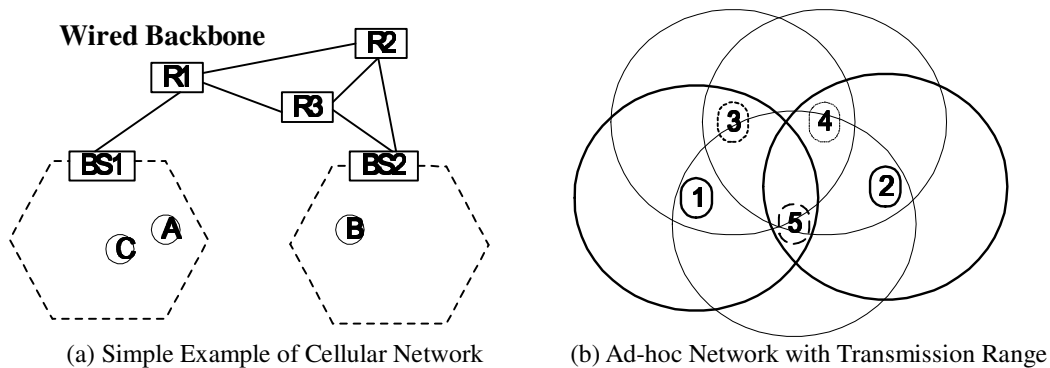 Wired Backbone
R1
R2
R3
BS1
BS2
A
C
B
(a) Simple Example of Cellular Network
3
4
1
2
5
(b) Ad-hoc Network with Transmission Range